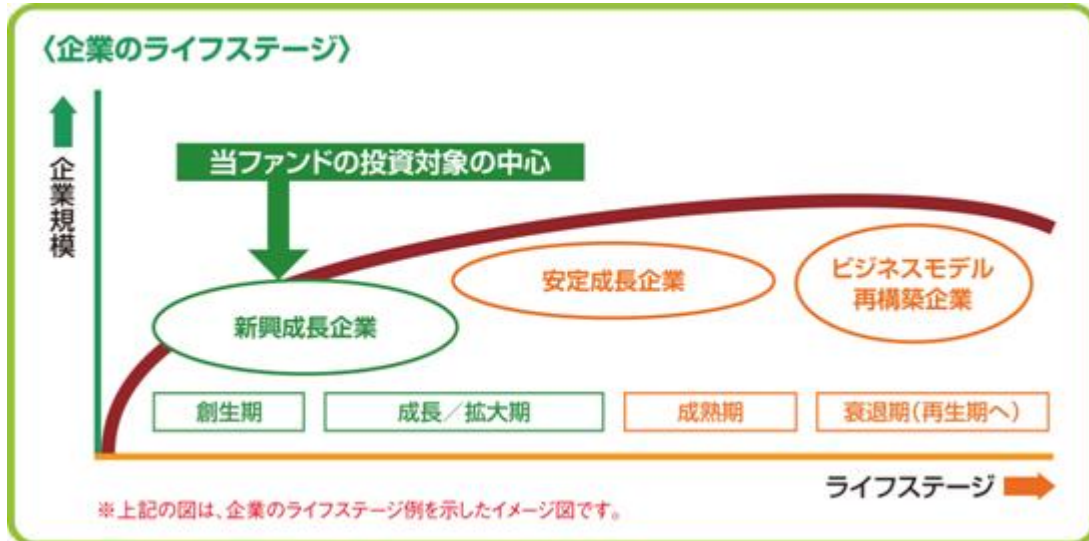 〈企業のライフステージ〉
企業規模
当ファンドの投資対象の中心
新興成長企業
安定成長企業
ビジネスモデル
再構築企業
創生期
成長／拡大期
成熟期
衰退期(再生期へ)
ライフステージ
※上記の図は、企業のライフステージ例を示したイメージ図です。